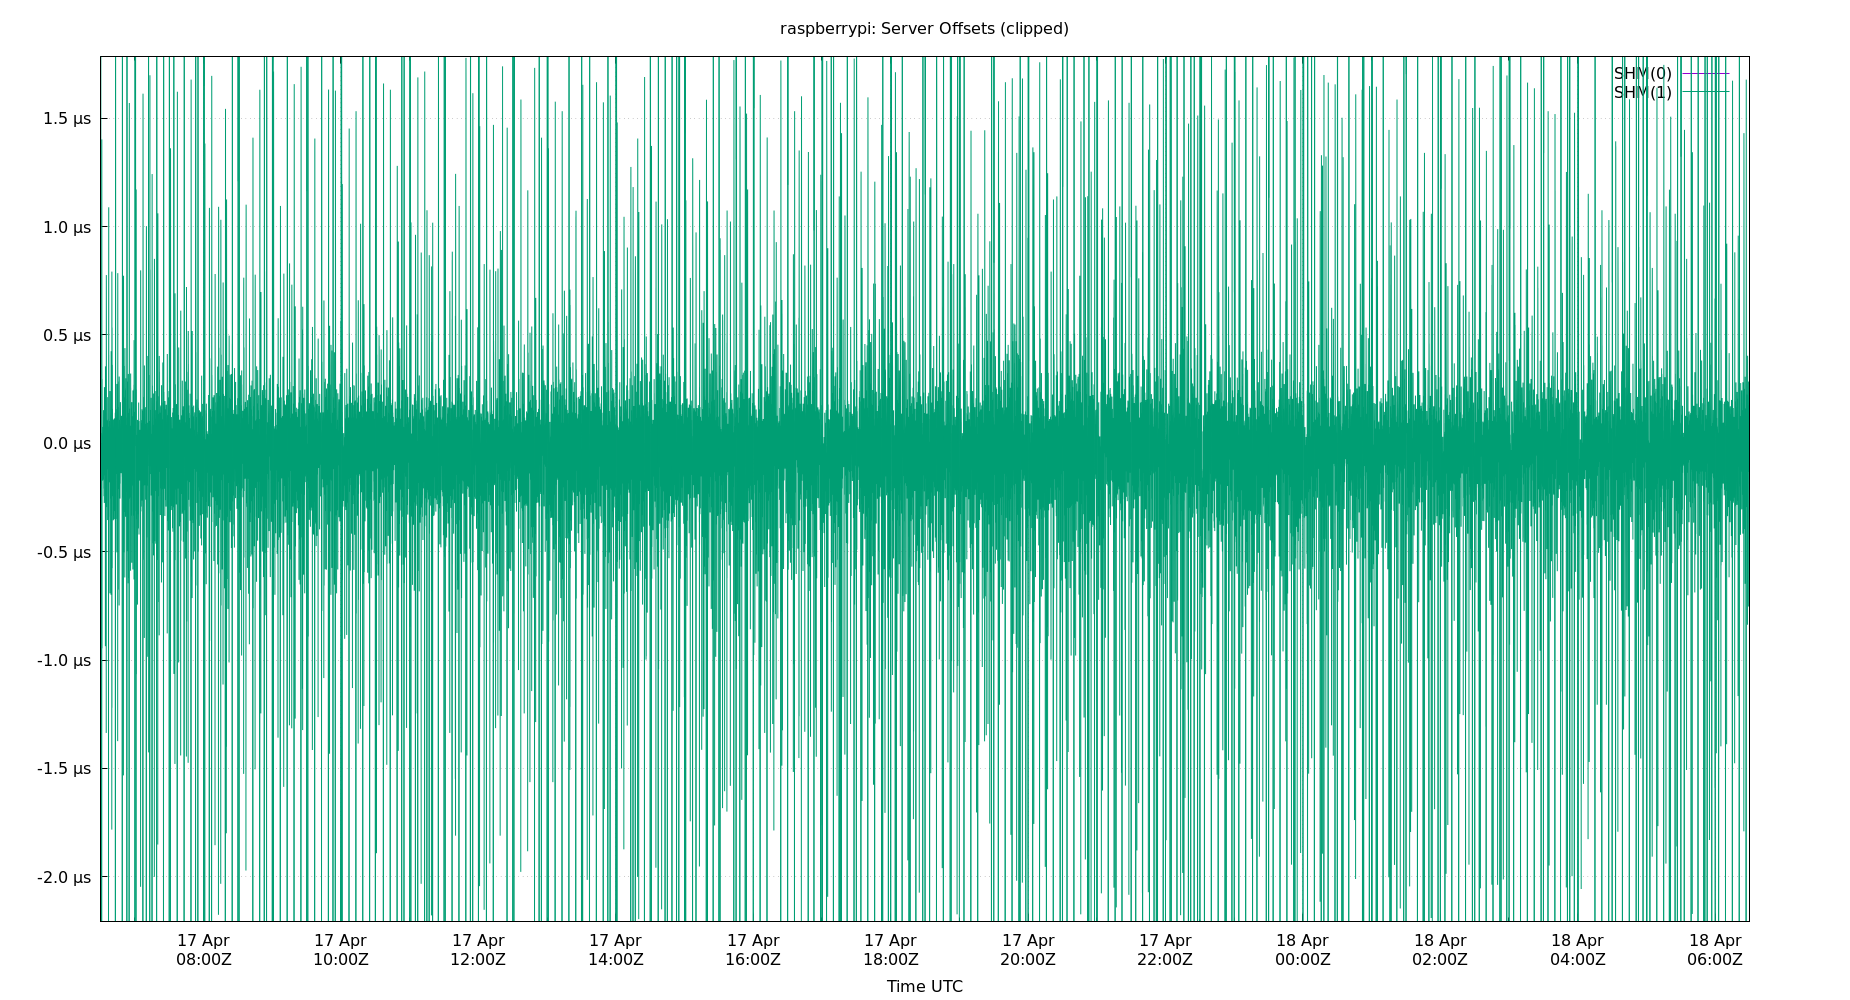 raspberrypi: Server Offsets (clipped)
SHM(0)
SHM(1)
1.5 µs
1.0 µs
0.5 µs
0.0 µs
-0.5 µs
-1.0 µs
-1.5 µs
-2.0 µs
17 Apr 17 Apr 17 Apr 17 Apr 17 Apr 17 Apr 17 Apr 17 Apr 18 Apr 18 Apr 18 Apr 18 Apr
08:00Z 10:00Z 12:00Z 14:00Z 16:00Z 18:00Z 20:00Z 22:00Z 00:00Z 02:00Z 04:00Z 06:00Z
Time UTC